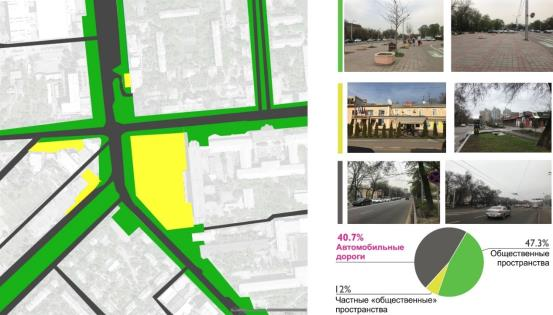 40.7%
Автомобильные
дороги
47.3%
Общественные
пространства
12%
Частные «общественные»
пространства